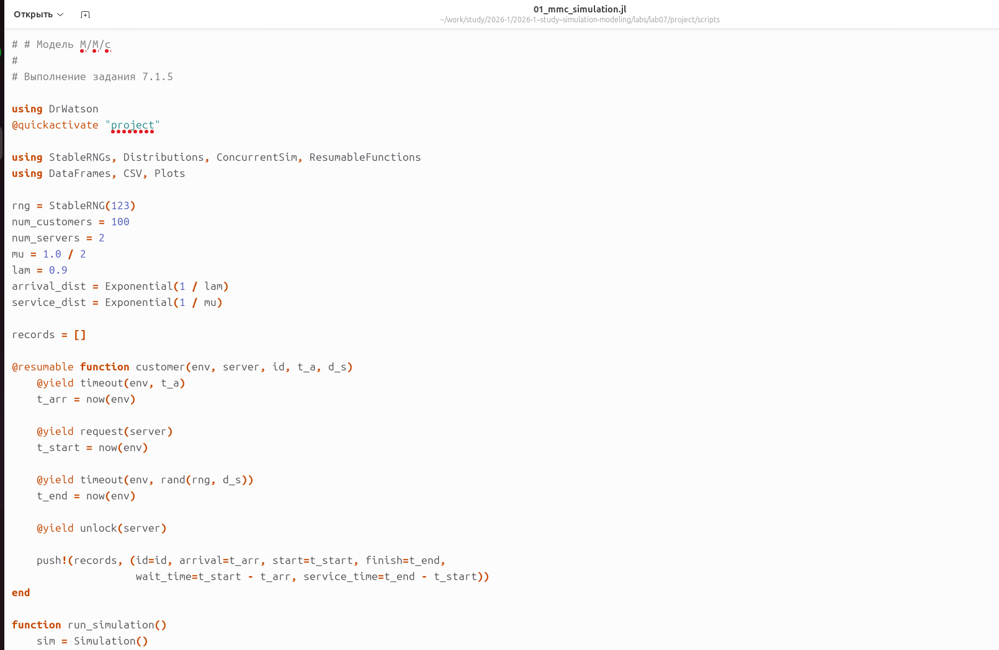 Открыть
01_mmc_simulation.jl
~/work/study/2026-1/2026-1--study--simulation-modeling/labs/lab07/project/scripts
# # Модель M/M/c
#
# Выполнение задания 7.1.5
using DrWatson
@quickactivate "project"
using StableRNGs, Distributions, ConcurrentSim, ResumableFunctions
using DataFrames, CSV, Plots
rng = StableRNG(123)
num_customers = 100
num_servers = 2
mu = 1.0 / 2
lam = 0.9
arrival_dist = Exponential(1 / lam)
service_dist = Exponential(1 / mu)
records = []
@resumable function customer(env, server, id, t_a, d_s)
    @yield timeout(env, t_a)
    t_arr = now(env)
    @yield request(server)
    t_start = now(env)
    @yield timeout(env, rand(rng, d_s))
    t_end = now(env)
    @yield unlock(server)
    push!(records, (id=id, arrival=t_arr, start=t_start, finish=t_end,
                    wait_time=t_start - t_arr, service_time=t_end - t_start))
end
function run_simulation()
    sim = Simulation()